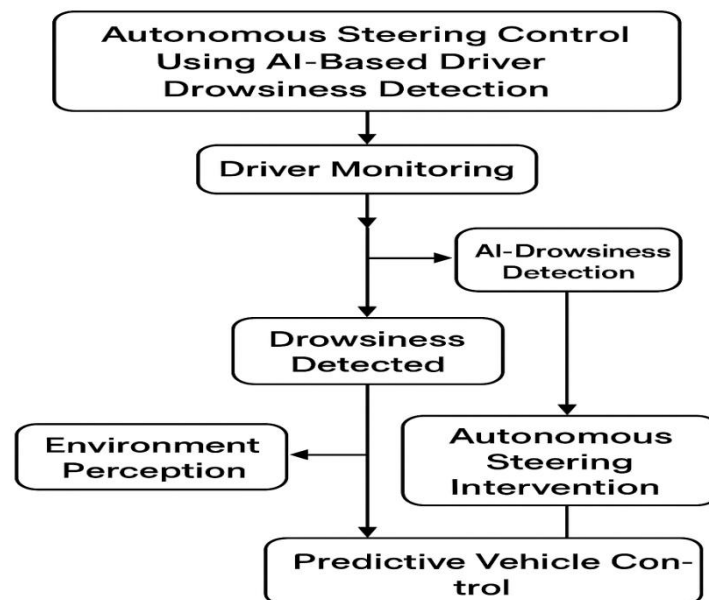 Autonomous Steering Control
Using AI-Based Driver
Drowsiness Detection
Driver Monitoring
AI-Drowsiness
Detection
Drowsiness
Detected
Environment
Perception
Autonomous
Steering
Intervention
Predictive Vehicle Con-
trol